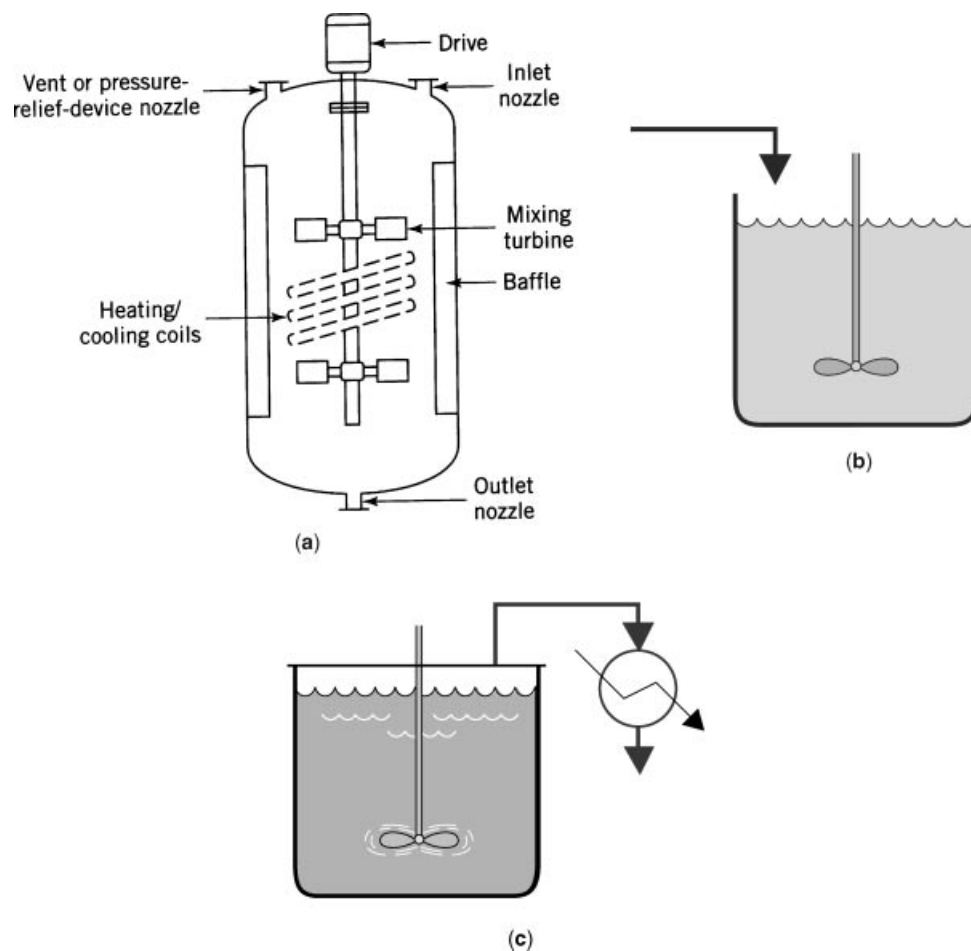 Drive
Vent or pressure-
relief-device nozzle
Inlet
nozzle
Mixing
turbine
Baffle
Heating/
cooling coils
Outlet
nozzle
(a)
(b)
(c)